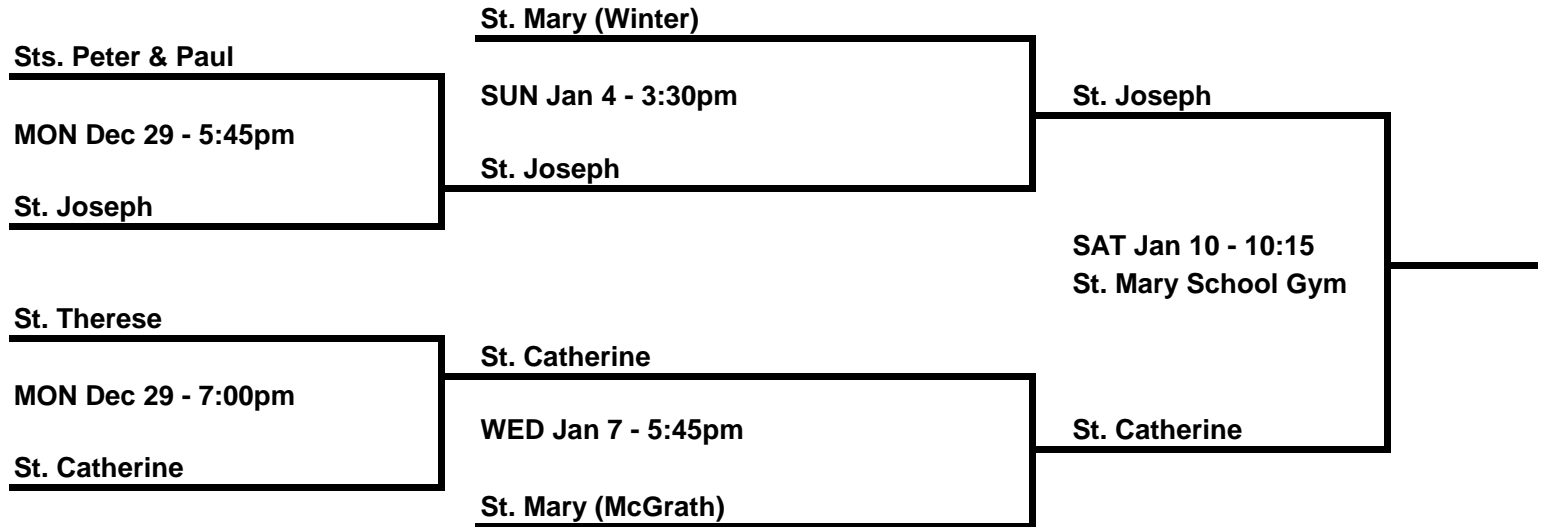 St. Mary (Winter)
Sts. Peter & Paul
SUN Jan 4 - 3:30pm
St. Joseph
MON Dec 29 - 5:45pm
St. Joseph
St. Joseph
SAT Jan 10 - 10:15
St. Mary School Gym
St. Therese
St. Catherine
MON Dec 29 - 7:00pm
WED Jan 7 - 5:45pm
St. Catherine
St. Catherine
St. Mary (McGrath)